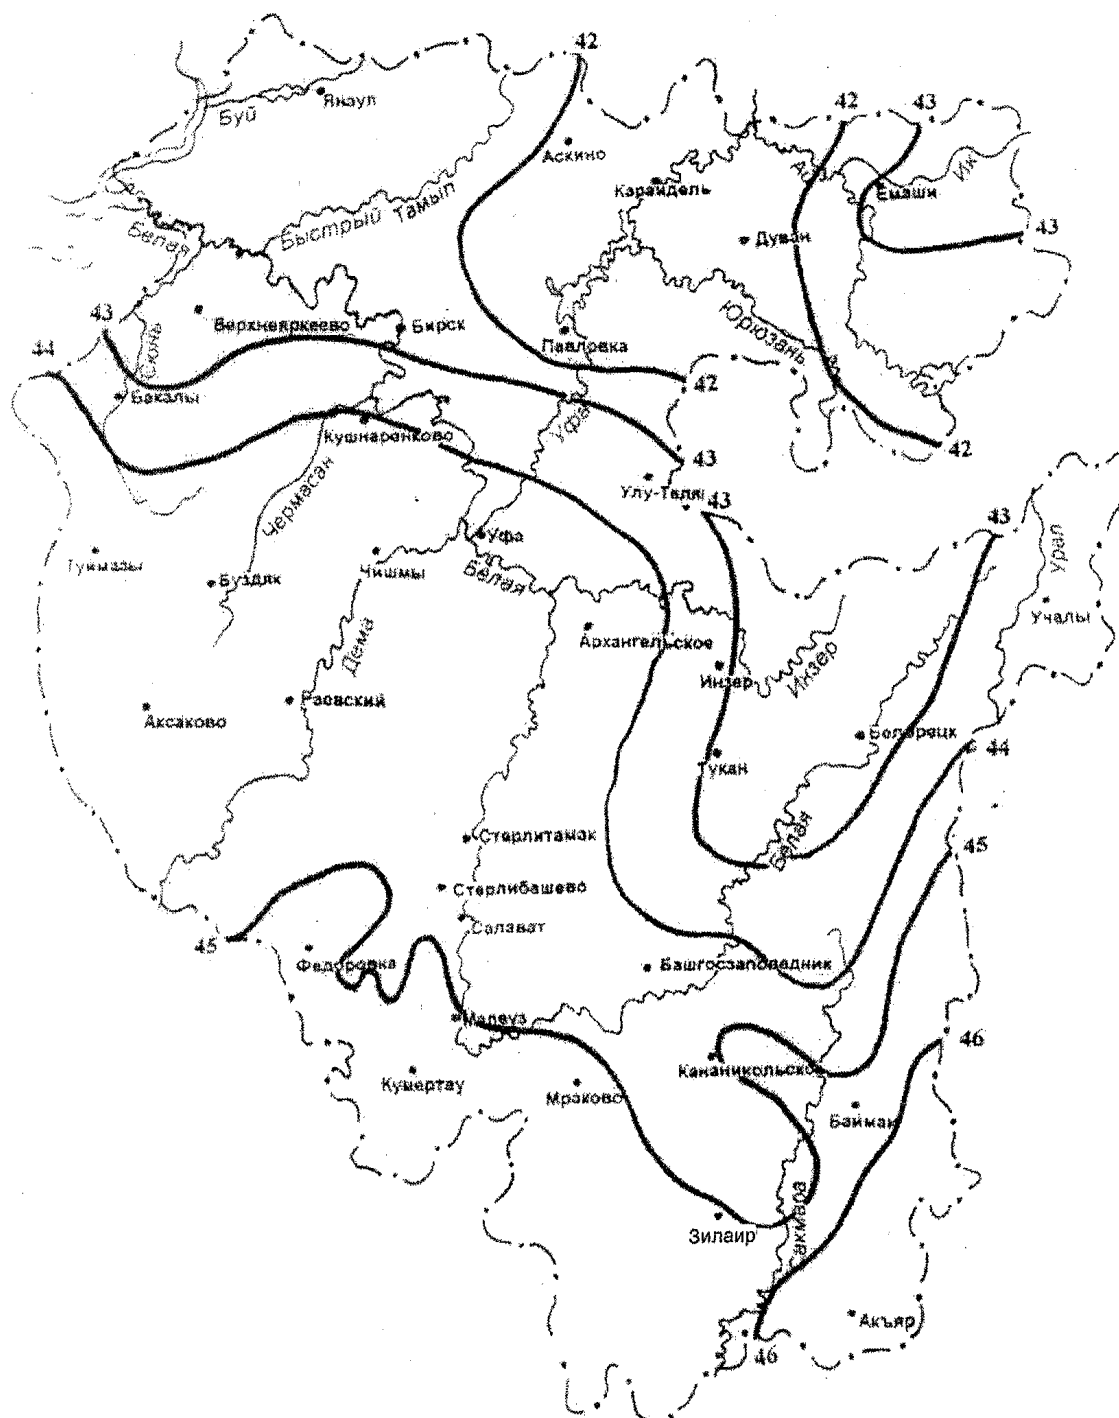 42
Янаул
Буй
42
43
Аскино
Ик
Караидель
Емаши
Быстрый Тамып
Белая
Дуван
43
43
Верхнеяркеево
Бирск
Юрюзань
44
Сюнь
Павловка
Бакалы
42
Уфа
Кушнаренково
42
43
Улу-Теляк
43
43
Чермасан
Уфа
Урал
Туймазы
Буздяк
Чишмы
Белая
Учалы
Архангельское
Дема
Инзер
Инзер
Раевский
Аксаково
Белорецк
44
Тукан
Стерлитамак
Белая
45
Стерлибашево
Салават
45
Федоровка
Башгосзаповедник
Мелеуз
46
Кананикольское
Кумертау
Мраково
Баймак
Сакмара
Зилаир
Акъяр
46